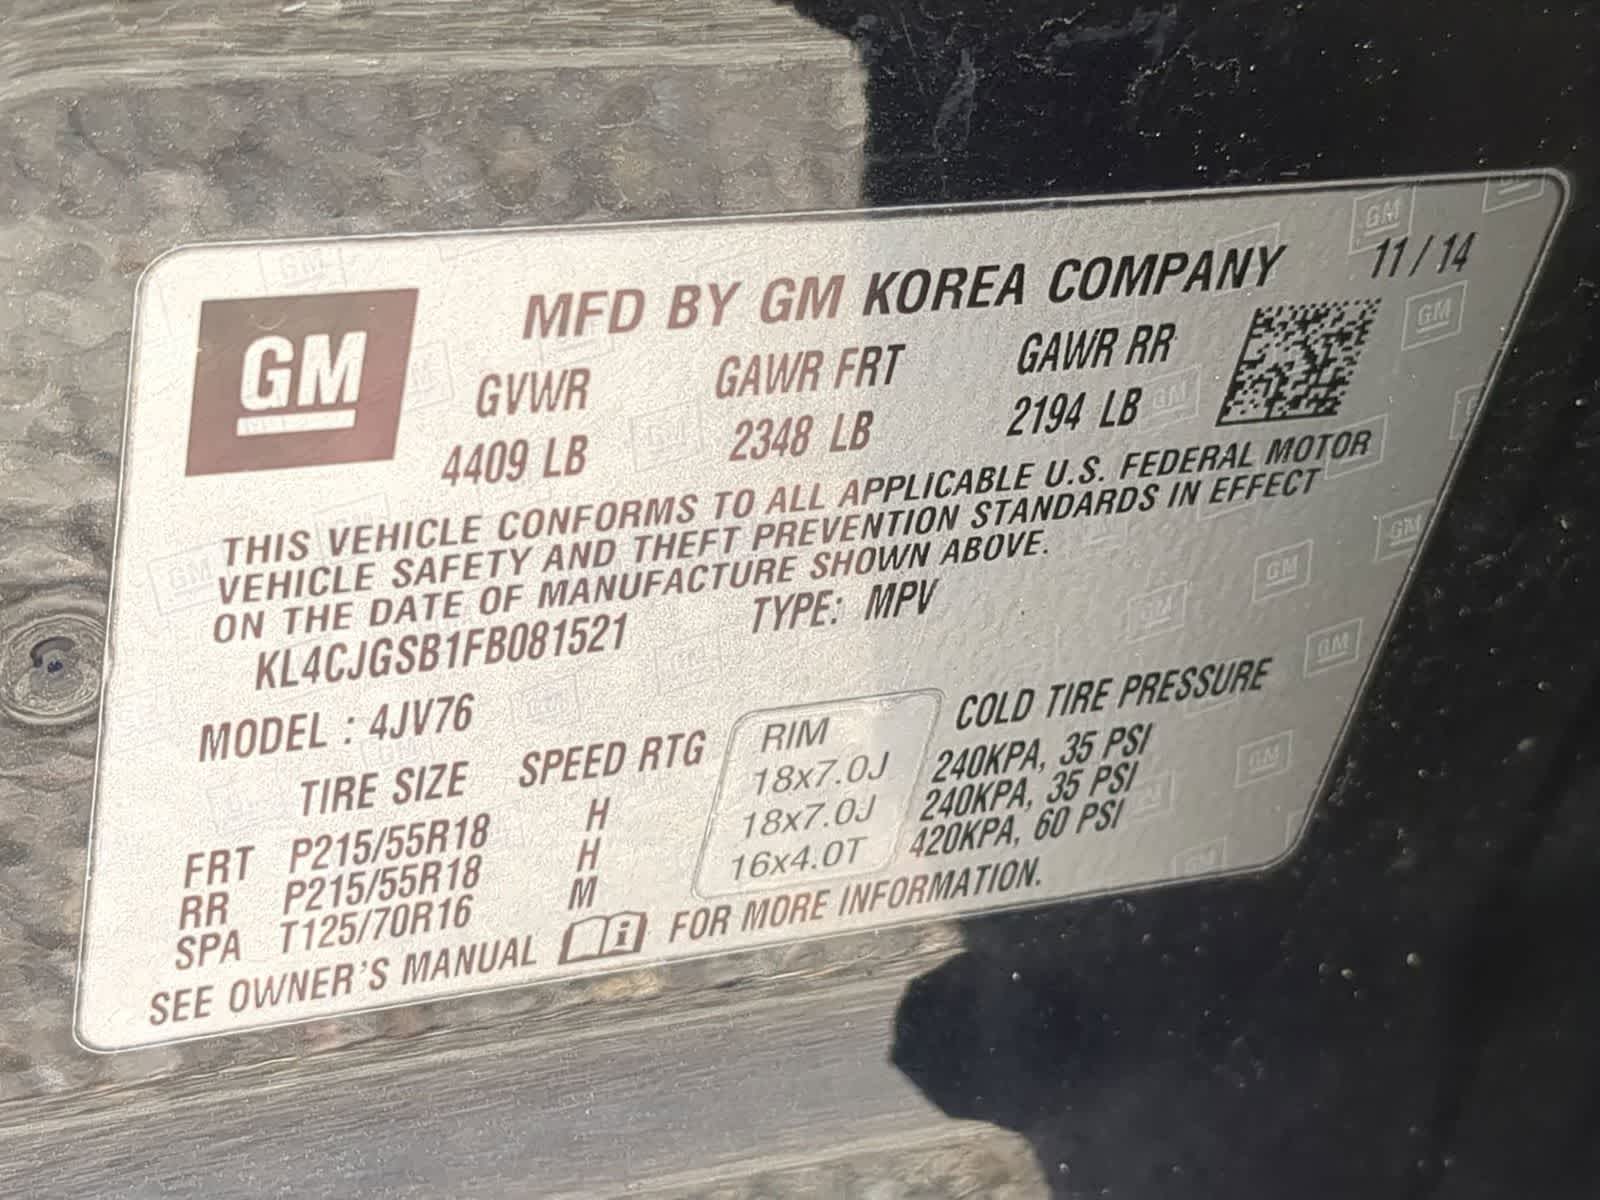 GM
MFD BY GM KOREA COMPANY 11/14
GVWR GAWR FRT GAWR RR
4409 LB 2348 LB 2194 LB
THIS VEHICLE CONFORMS TO ALL APPLICABLE U.S. FEDERAL MOTOR
VEHICLE SAFETY AND THEFT PREVENTION STANDARDS IN EFFECT
ON THE DATE OF MANUFACTURE SHOWN ABOVE.
KL4CJGSB1FB081521 TYPE: MPV
MODEL : 4JV76
TIRE SIZE SPEED RTG RIM COLD TIRE PRESSURE
FRT P215/55R18 H 18x7.0J 240KPA, 35 PSI
RR P215/55R18 H 18x7.0J 240KPA, 35 PSI
SPA T125/70R16 M 16x4.0T 420KPA, 60 PSI
SEE OWNER'S MANUAL FOR MORE INFORMATION.